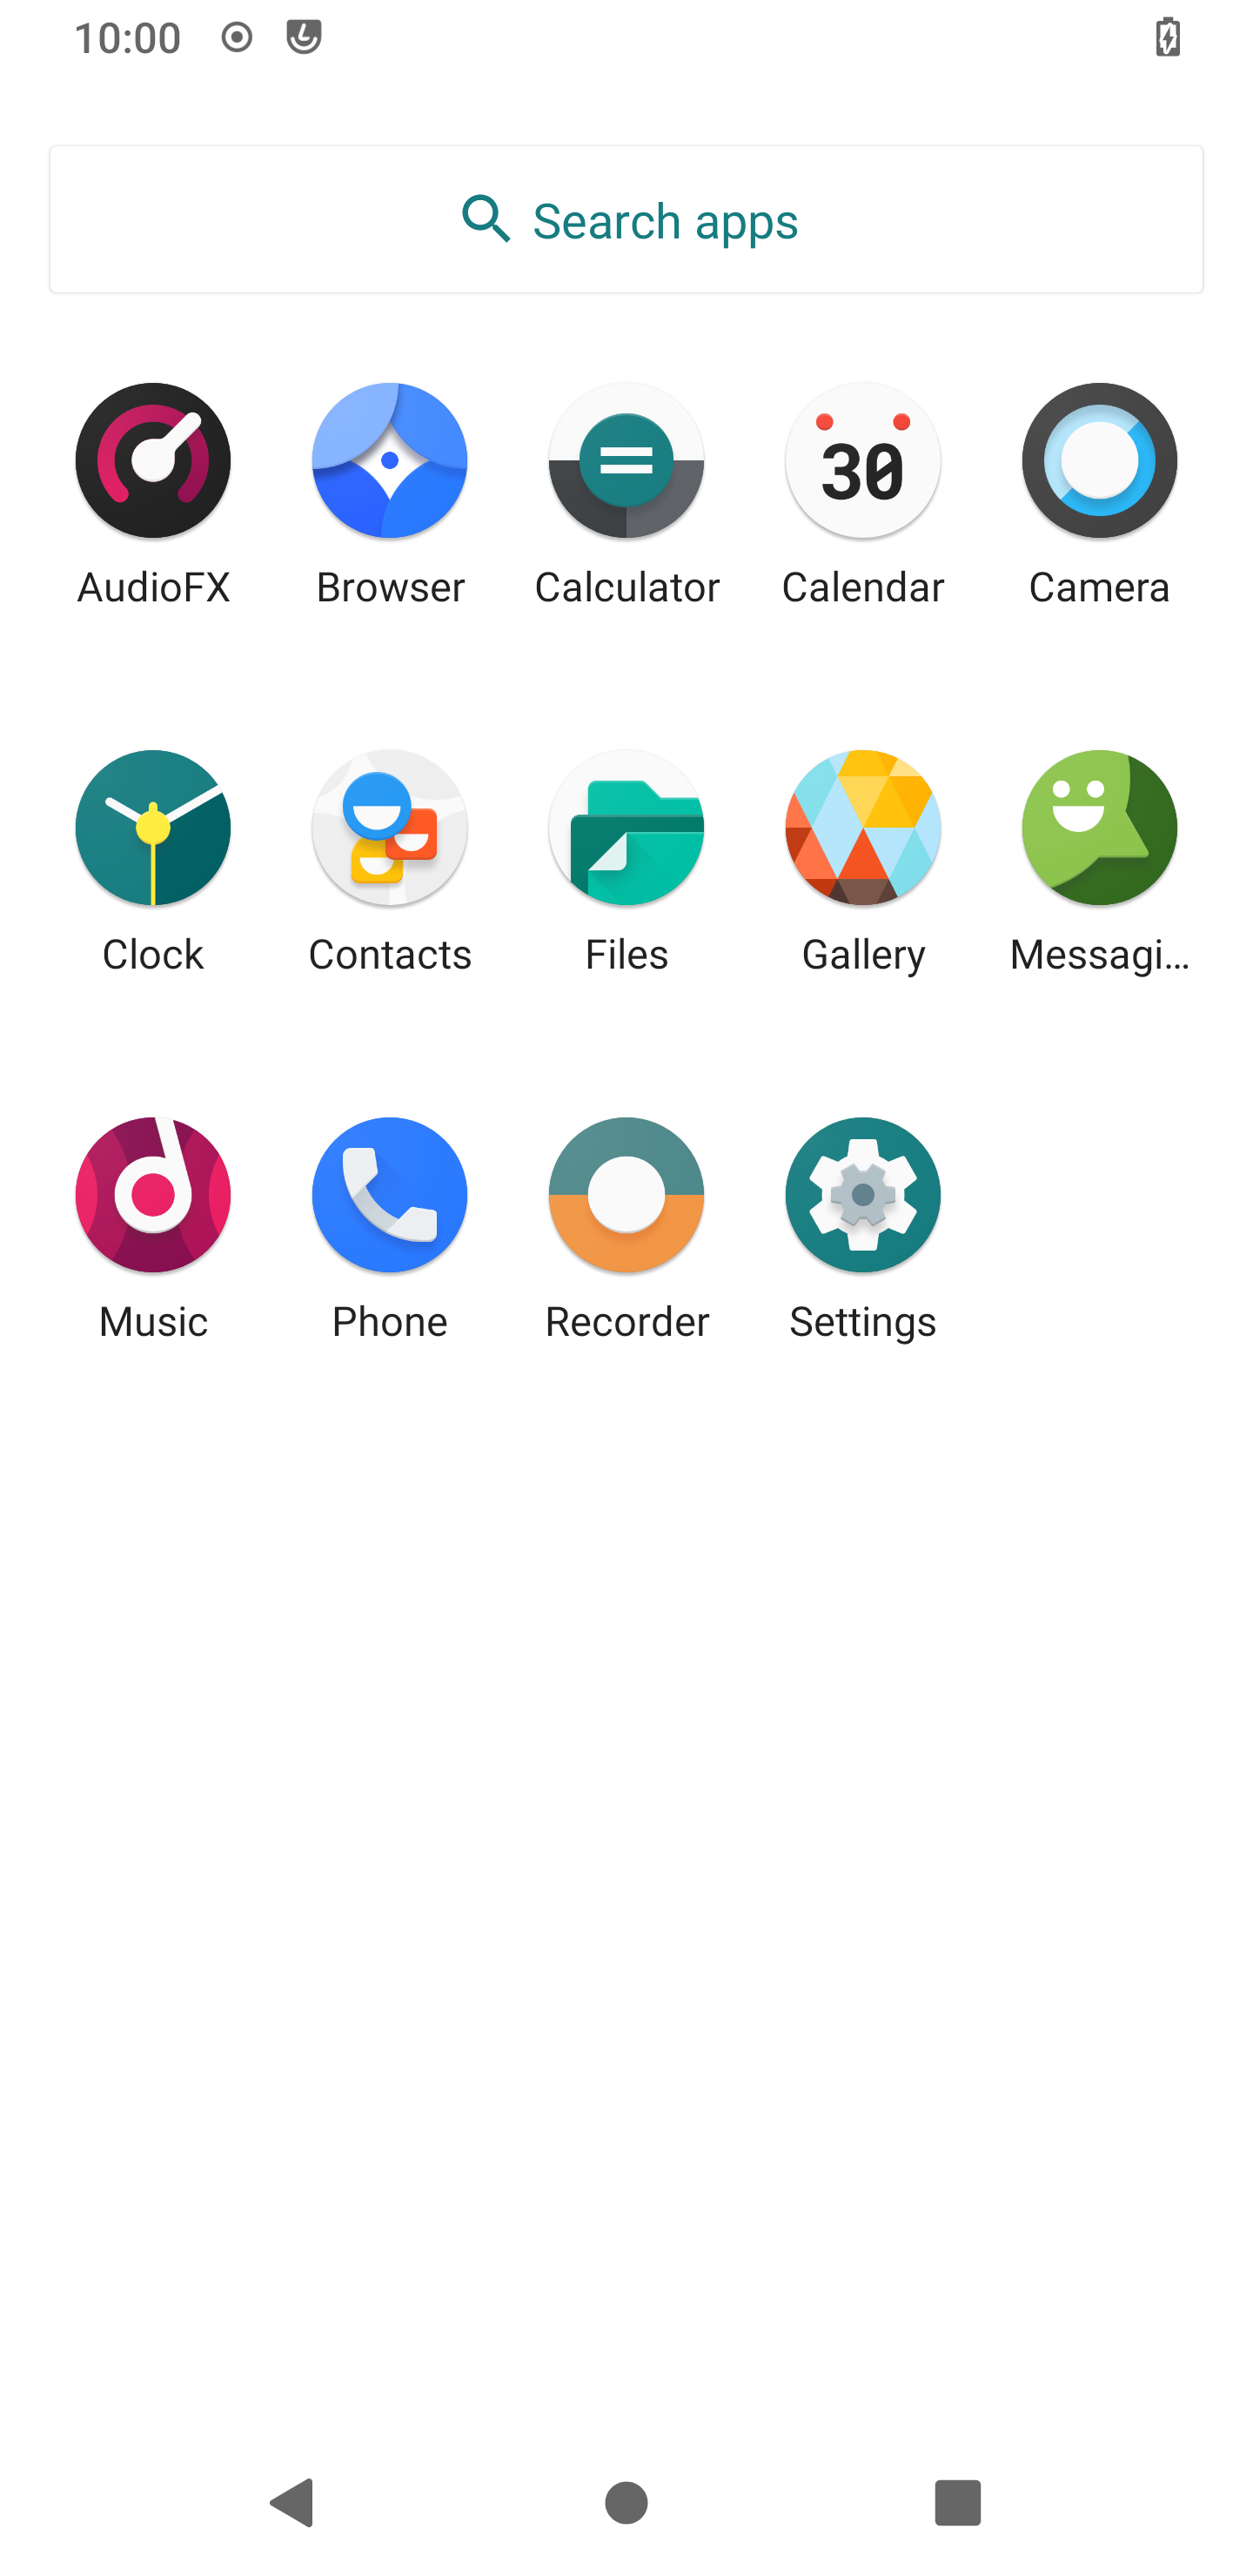 10:00
Search apps
AudioFX Browser Calculator Calendar Camera
30
Clock Contacts Files Gallery Messagi…
Music Phone Recorder Settings